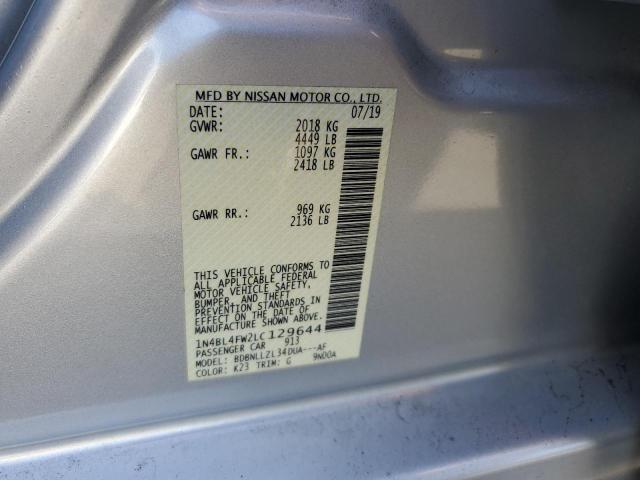 MFD BY NISSAN MOTOR CO., LTD.
DATE: 07/19
GVWR: 2018 KG
4449 LB
GAWR FR.: 1097 KG
2418 LB
GAWR RR.: 969 KG
2136 LB
THIS VEHICLE CONFORMS TO
ALL APPLICABLE FEDERAL
MOTOR VEHICLE SAFETY,
BUMPER, AND THEFT
PREVENTION STANDARDS IN
EFFECT ON THE DATE OF
MANUFACTURE SHOWN ABOVE.
1N4BL4FW2LC129644
PASSENGER CAR 913
MODEL: BDBNLLZL34DUA---AF
COLOR: K23 TRIM: G 9N00A